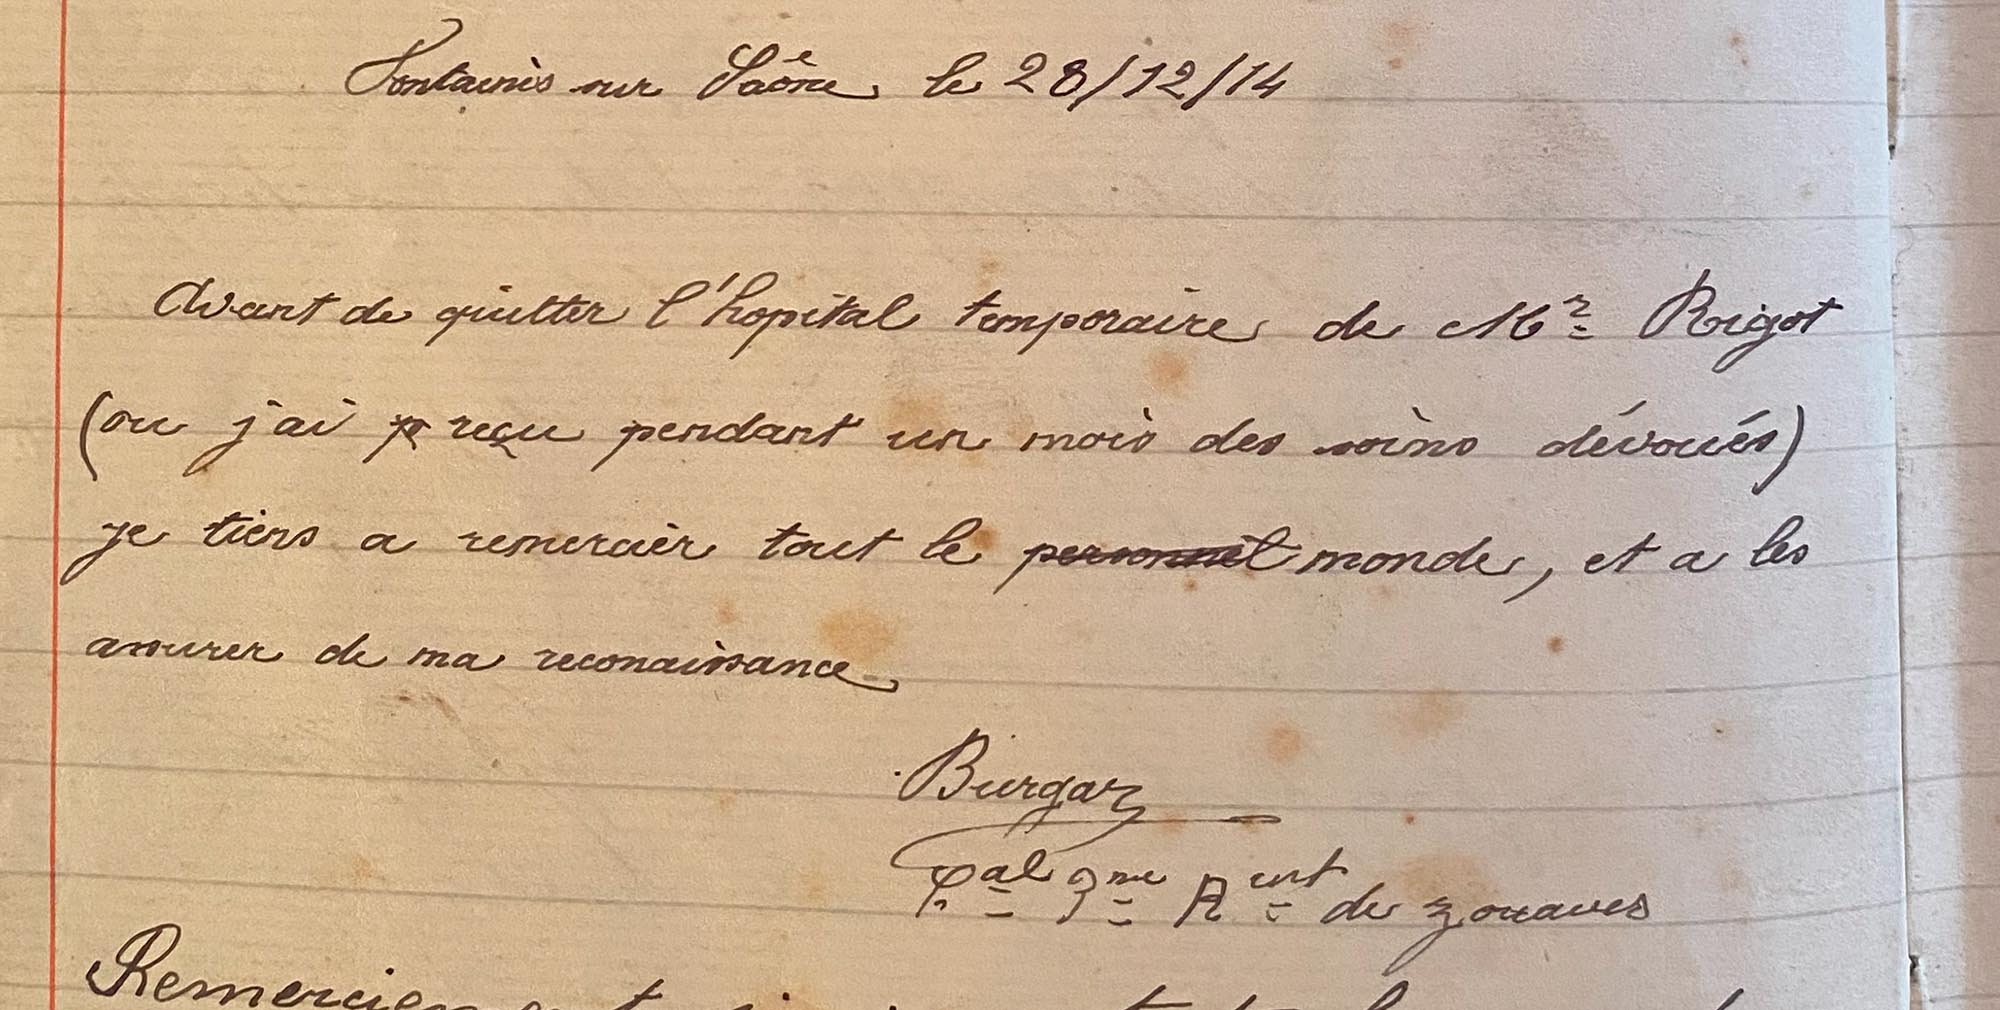 Fontaines sur Saône le 28/12/14
Avant de quitter l'hopital temporaire de Mr Rigot
(ou j'ai reçu pendant un mois des soins dévoués)
je tiens a remercier tout le personnel monde, et a les
assurer de ma reconaissance
Burgaz
Cal 3me Rent de zouaves